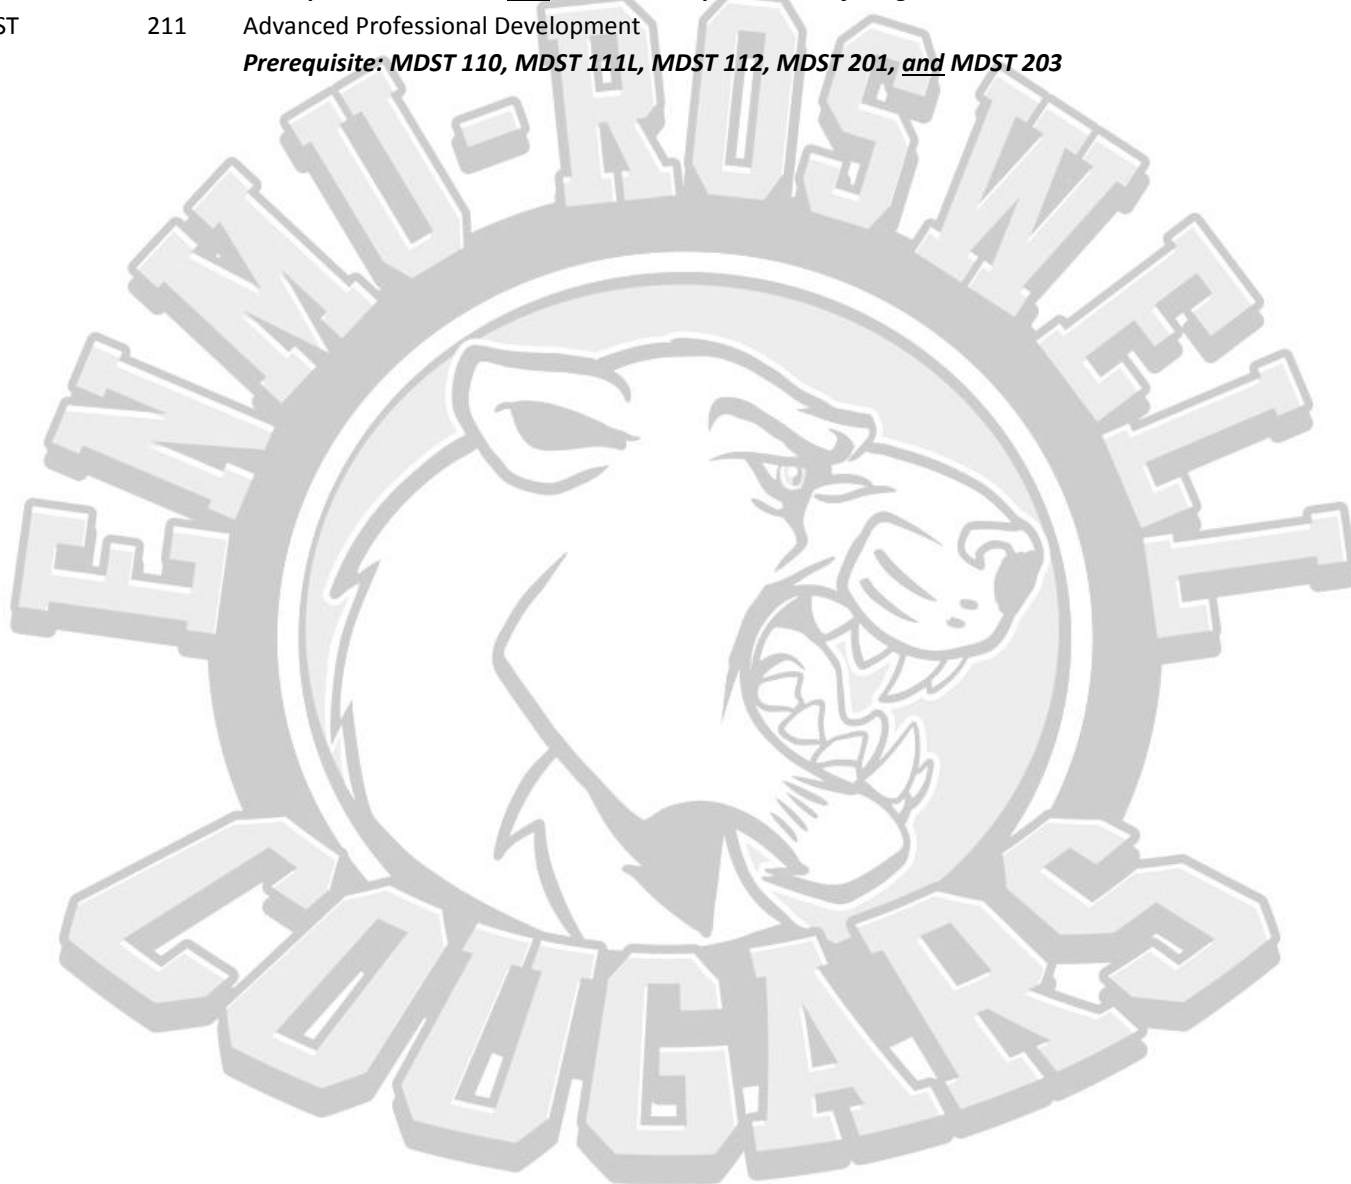 ST 211 Advanced Professional Development
Prerequisite: MDST 110, MDST 111L, MDST 112, MDST 201, and MDST 203
ENMU-ROSWELL
COUGARS